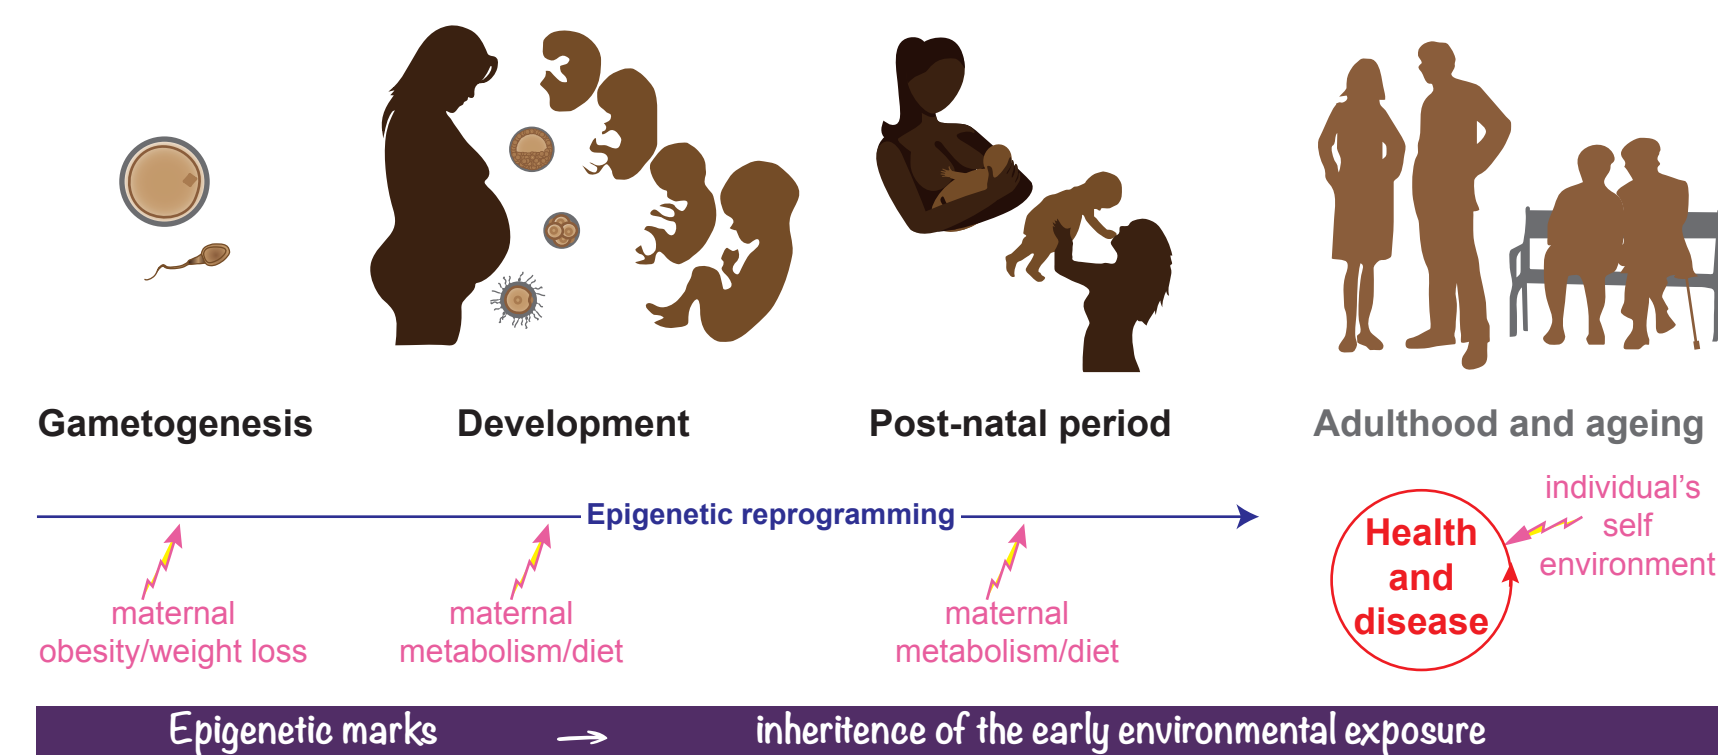 Gametogenesis
Development
Post-natal period
Adulthood and ageing
Epigenetic reprogramming
maternal
obesity/weight loss
maternal
metabolism/diet
maternal
metabolism/diet
Health
and
disease
individual's
self
environment
Epigenetic marks → inheritence of the early environmental exposure